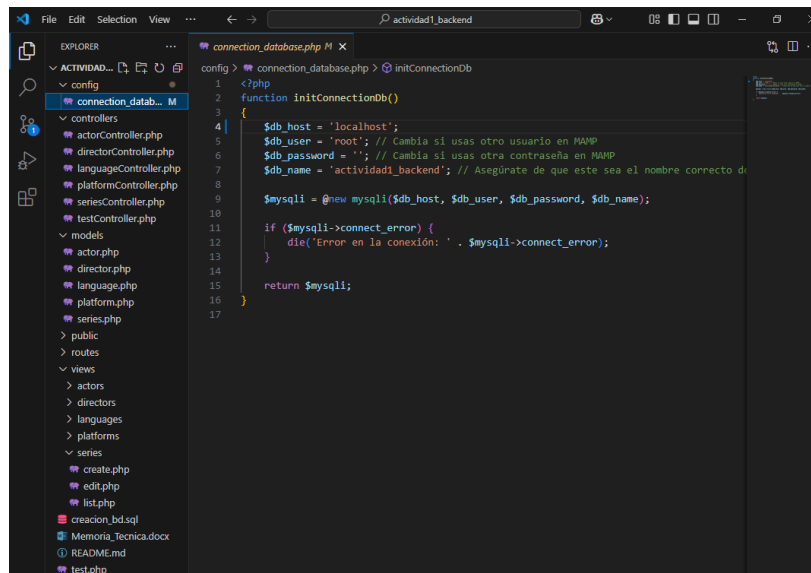 File Edit Selection View ··· actividad1_backend
EXPLORER ···
ACTIVIDAD...
config
connection_datab... M
controllers
actorController.php
directorController.php
languageController.php
platformController.php
seriesController.php
testController.php
models
actor.php
director.php
language.php
platform.php
series.php
public
routes
views
actors
directors
languages
platforms
series
create.php
edit.php
list.php
creacion_bd.sql
Memoria_Tecnica.docx
README.md
test.php
1
connection_database.php M
config > connection_database.php > initConnectionDb
1 <?php
2 function initConnectionDb()
3 {
4 $db_host = 'localhost';
5 $db_user = 'root'; // Cambia si usas otro usuario en MAMP
6 $db_password = ''; // Cambia si usas otra contraseña en MAMP
7 $db_name = 'actividad1_backend'; // Asegúrate de que este sea el nombre correcto de
8
9 $mysqli = @new mysqli($db_host, $db_user, $db_password, $db_name);
10
11 if ($mysqli->connect_error) {
12 die('Error en la conexión: ' . $mysqli->connect_error);
13 }
14
15 return $mysqli;
16 }
17